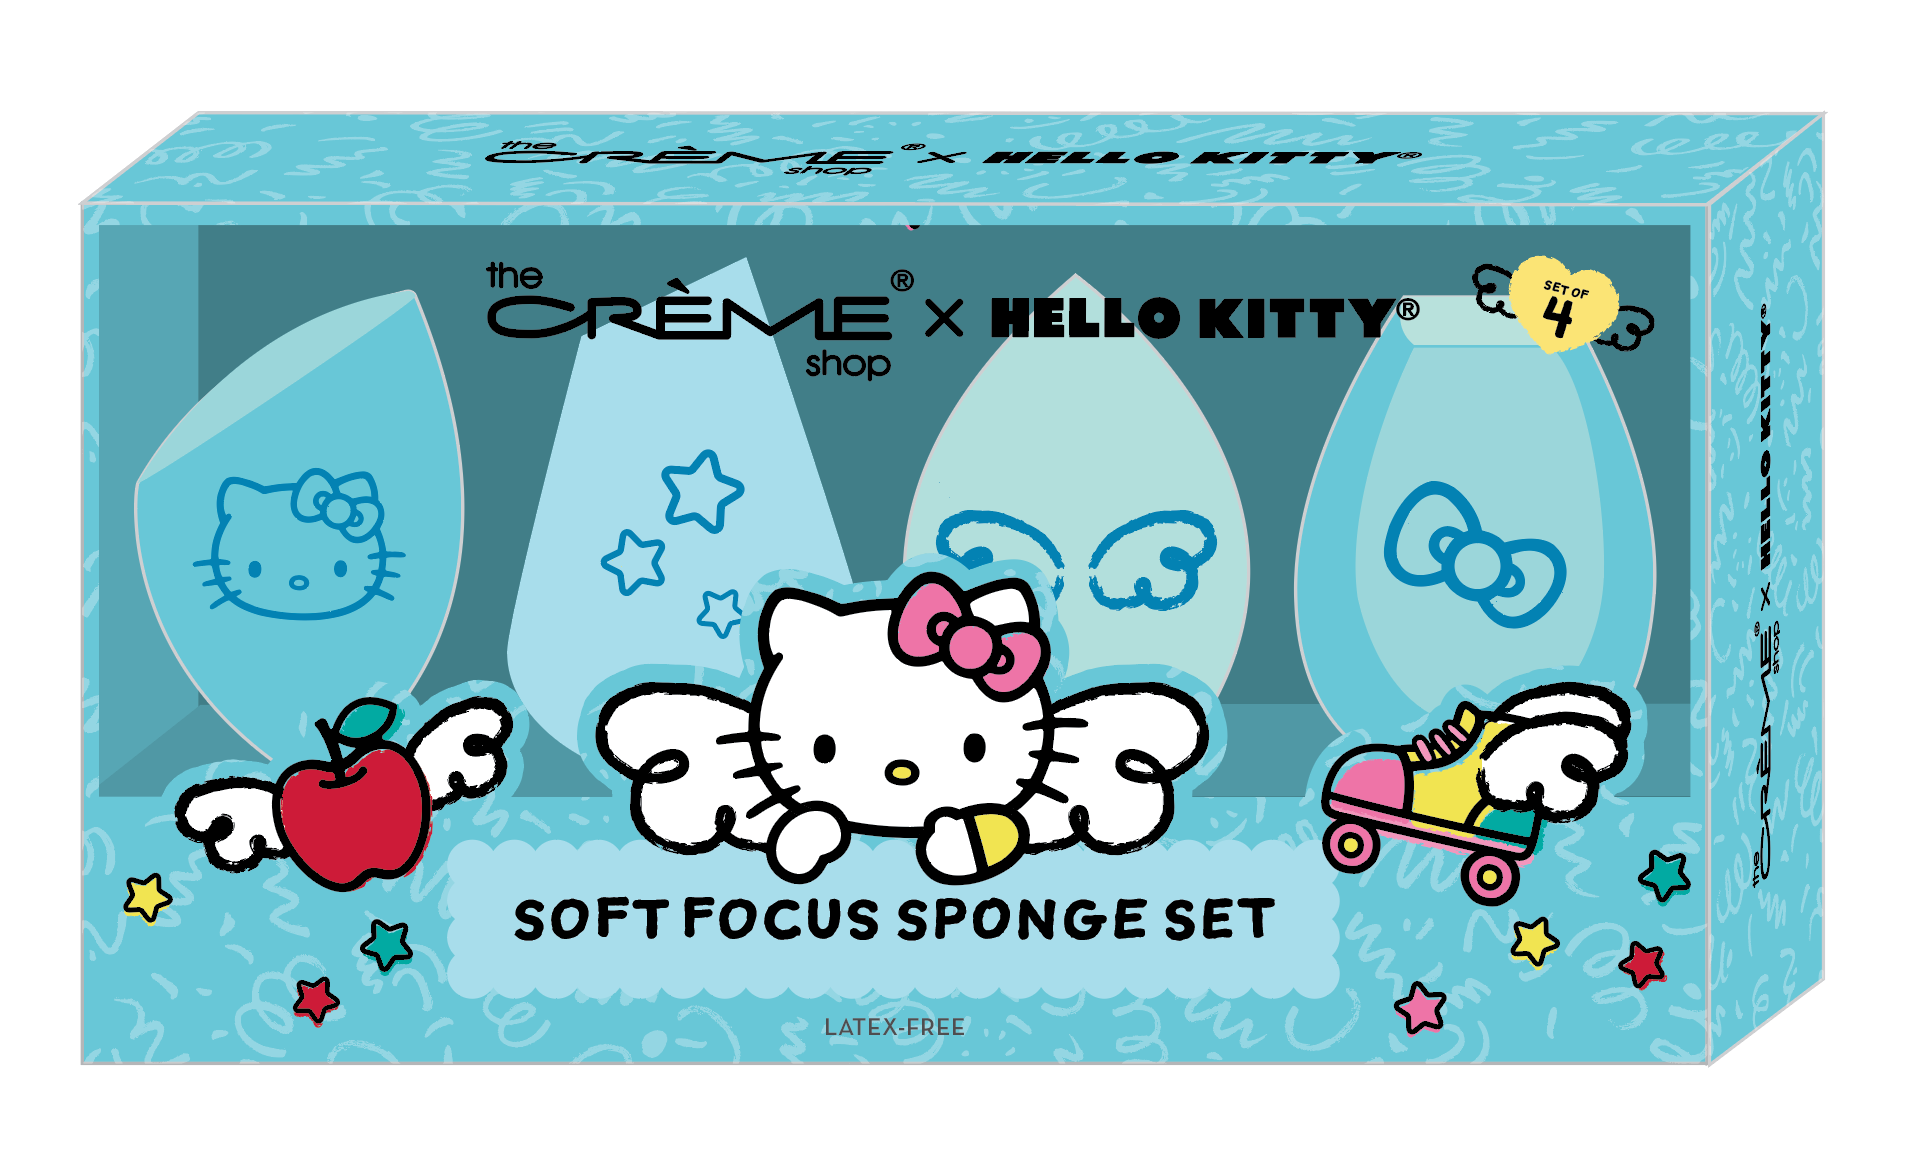 the
CRÈME® × HELLO KITTY®
shop
the
CRÈME® × HELLO KITTY®
shop
SET OF
4
SOFT FOCUS SPONGE SET
LATEX-FREE
the
CRÈME® × HELLO KITTY®
shop